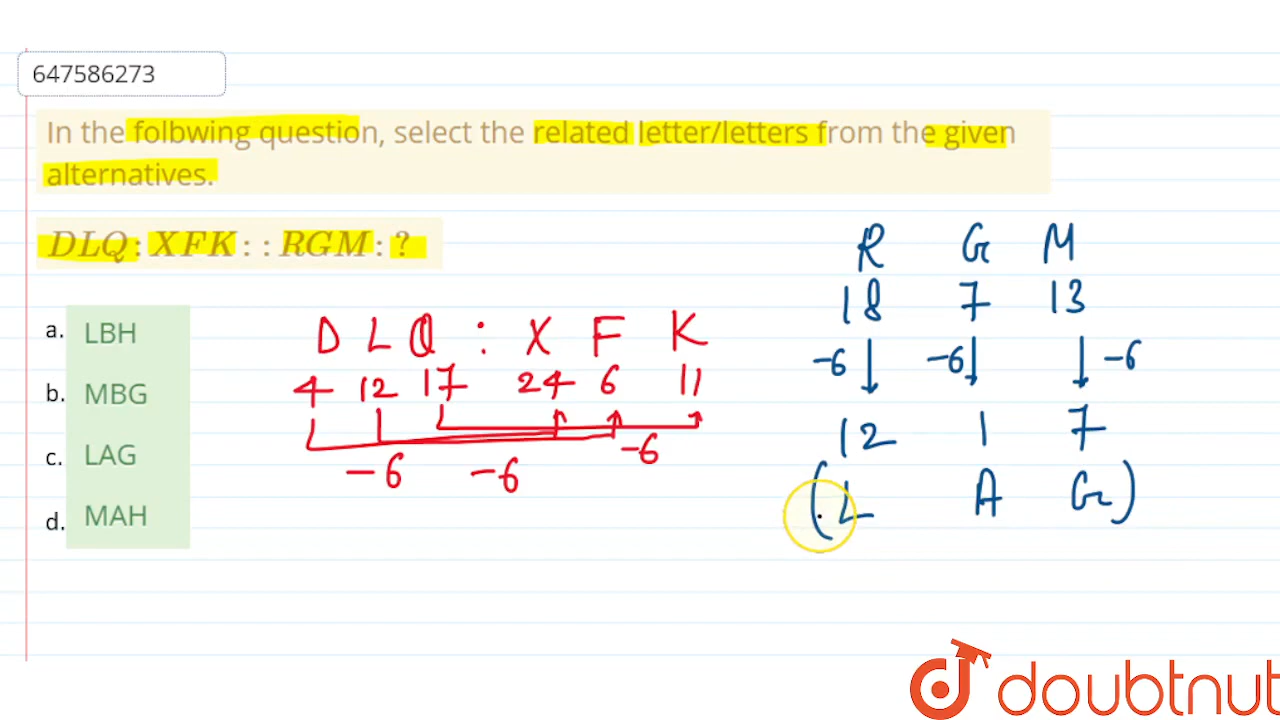 647586273
In the folbwing question, select the related letter/letters from the given
alternatives.
DLQ : XFK : : RGM : ?
a. LBH
b. MBG
c. LAG
d. MAH
D L Q : X F K
4 12 17 24 6 11
-6 -6 -6
R G M
18 7 13
-6 -6 -6
12 1 7
(L A G)
doubtnut